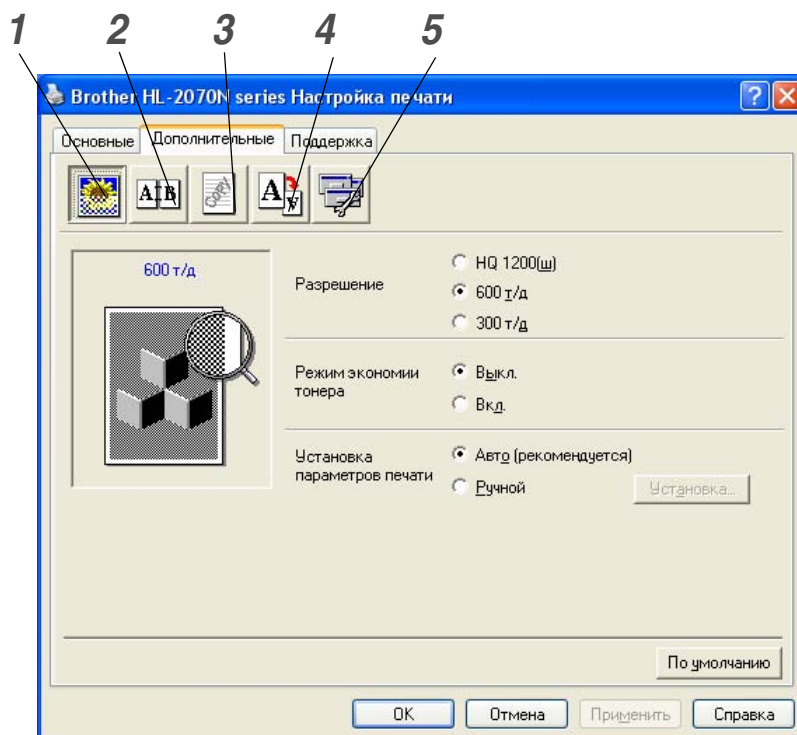 1 2 3 4 5
Brother HL-2070N series Настройка печати
Основные Дополнительные Поддержка
A B COPY A A
600 т/д
Разрешение
HQ 1200(ш)
600 т/д
300 т/д
Режим экономии
тонера
Выкл.
Вкл.
Установка
параметров печати
Авто (рекомендуется)
Ручной
Установка...
По умолчанию
OK Отмена Применить Справка